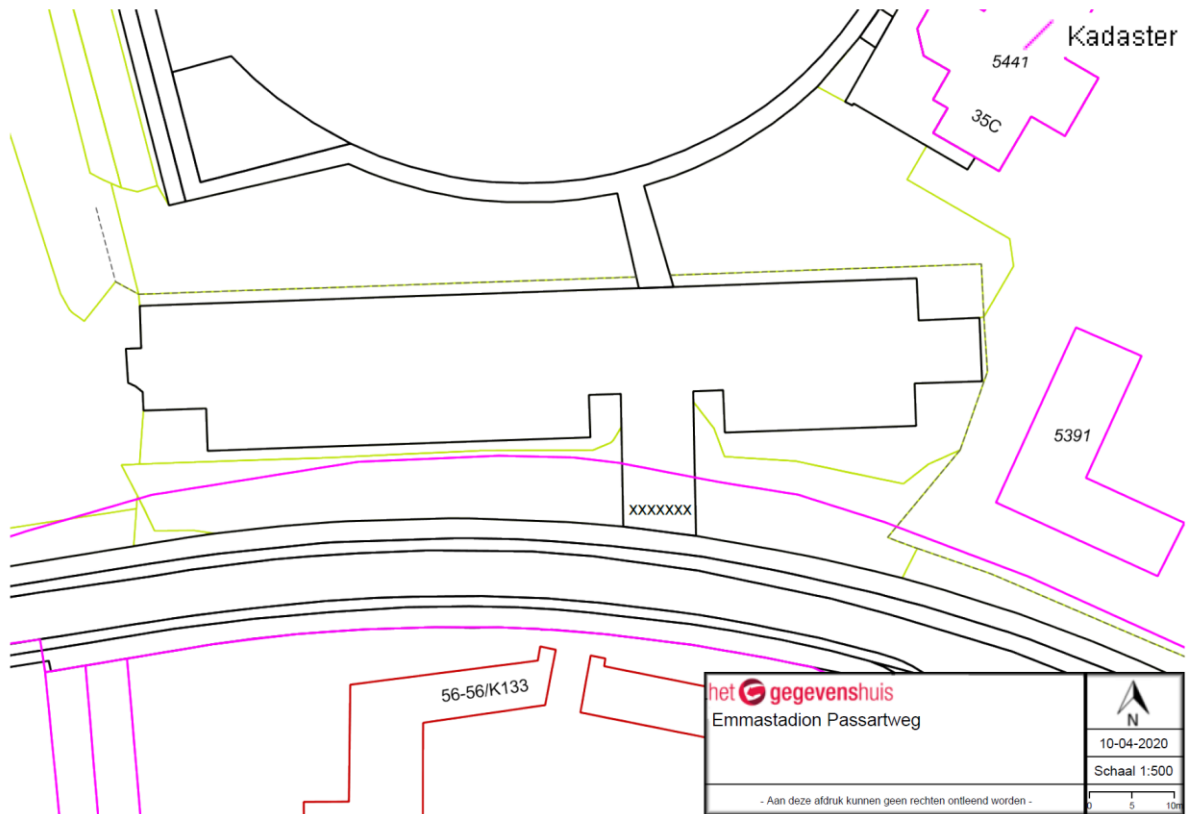 Kadaster
5441
35C
5391
xxxxxxx
56-56/K133
het gegevenshuis
Emmastadion Passartweg
N
10-04-2020
Schaal 1:500
- Aan deze afdruk kunnen geen rechten ontleend worden -
0 5 10m